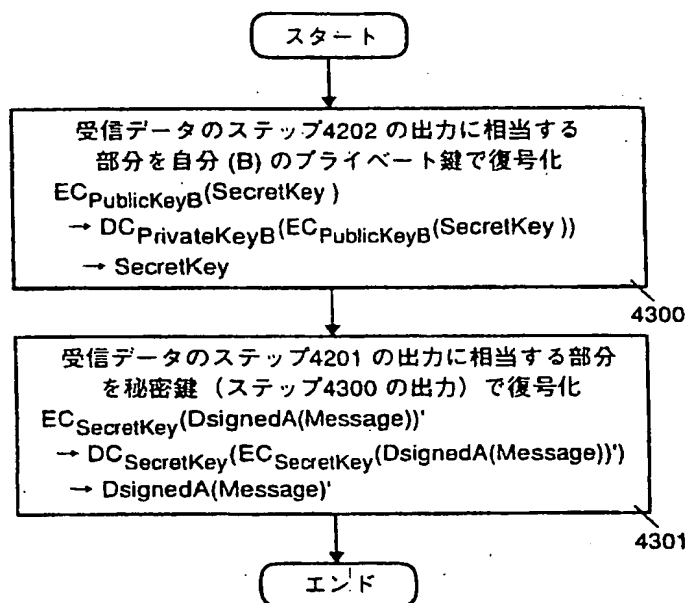 スタート
受信データのステップ4202 の出力に相当する
部分を自分 (B) のプライベート鍵で復号化
EC_PublicKeyB(SecretKey )
→ DC_PrivateKeyB(EC_PublicKeyB(SecretKey ))
→ SecretKey
4300
受信データのステップ4201 の出力に相当する部分
を秘密鍵（ステップ4300 の出力）で復号化
EC_SecretKey(DsignedA(Message))'
→ DC_SecretKey(EC_SecretKey(DsignedA(Message))')
→ DsignedA(Message)'
4301
エンド